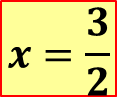 x = 3/2